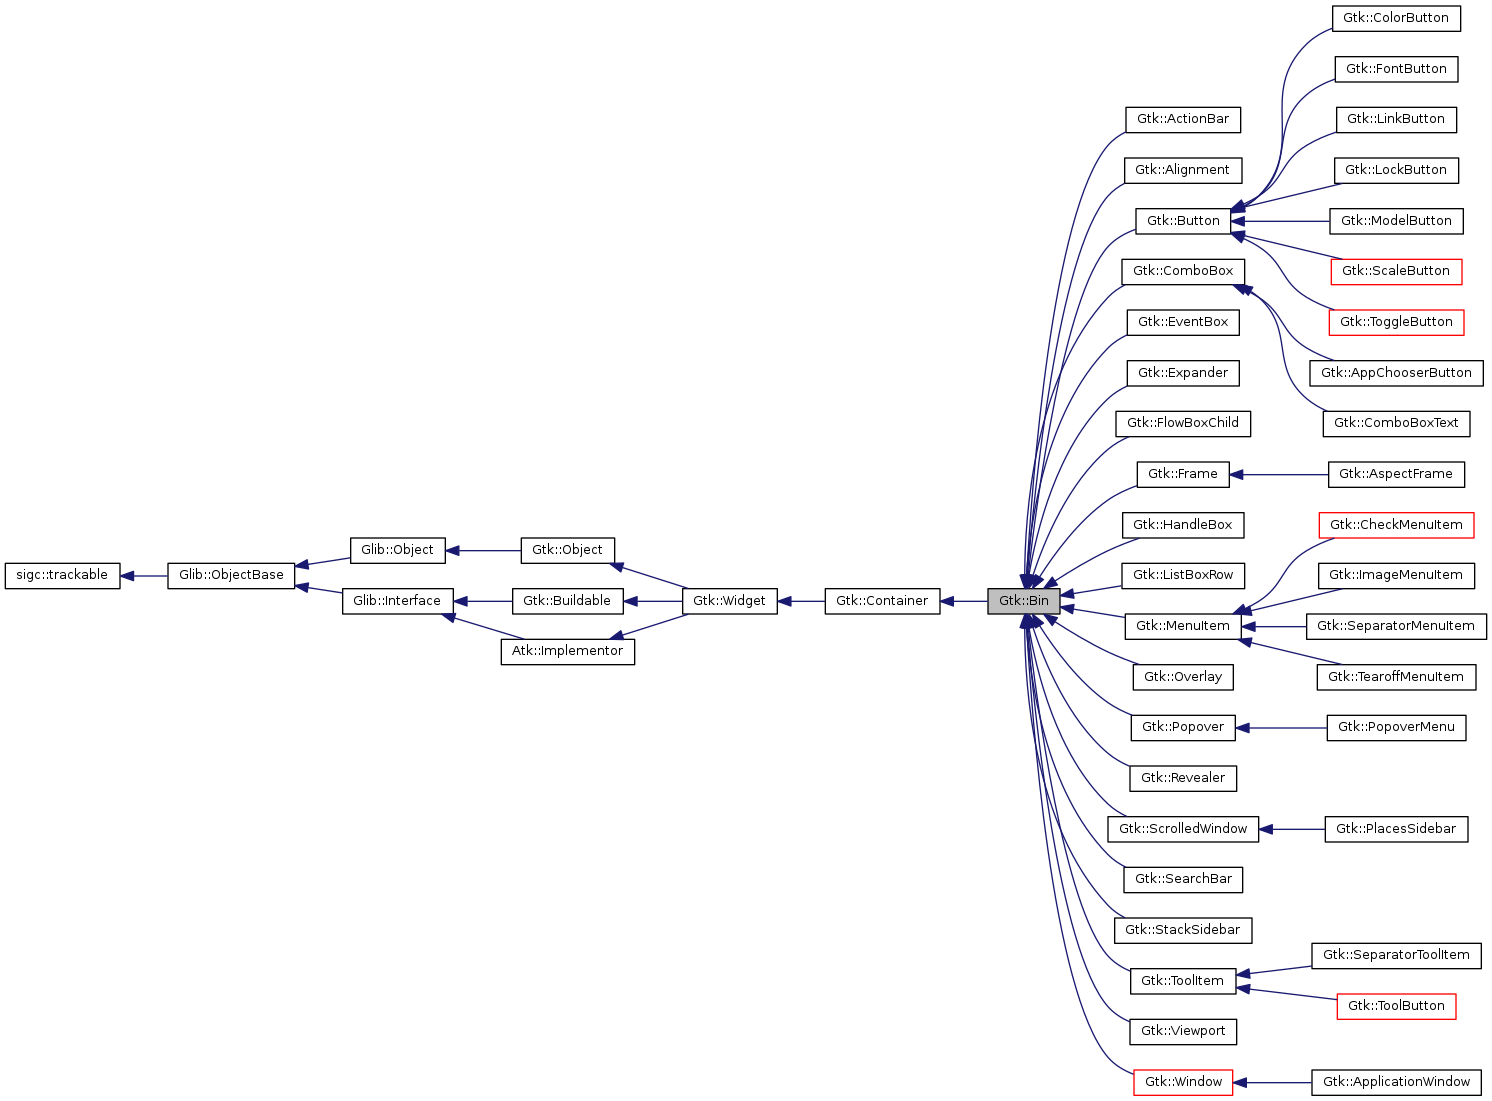 sigc::trackable
Glib::ObjectBase
Glib::Object
Glib::Interface
Gtk::Object
Gtk::Buildable
Atk::Implementor
Gtk::Widget
Gtk::Container
Gtk::Bin
Gtk::ActionBar
Gtk::Alignment
Gtk::Button
Gtk::ComboBox
Gtk::EventBox
Gtk::Expander
Gtk::FlowBoxChild
Gtk::Frame
Gtk::HandleBox
Gtk::ListBoxRow
Gtk::MenuItem
Gtk::Overlay
Gtk::Popover
Gtk::Revealer
Gtk::ScrolledWindow
Gtk::SearchBar
Gtk::StackSidebar
Gtk::ToolItem
Gtk::Viewport
Gtk::Window
Gtk::ColorButton
Gtk::FontButton
Gtk::LinkButton
Gtk::LockButton
Gtk::ModelButton
Gtk::ScaleButton
Gtk::ToggleButton
Gtk::AppChooserButton
Gtk::ComboBoxText
Gtk::AspectFrame
Gtk::CheckMenuItem
Gtk::ImageMenuItem
Gtk::SeparatorMenuItem
Gtk::TearoffMenuItem
Gtk::PopoverMenu
Gtk::PlacesSidebar
Gtk::SeparatorToolItem
Gtk::ToolButton
Gtk::ApplicationWindow